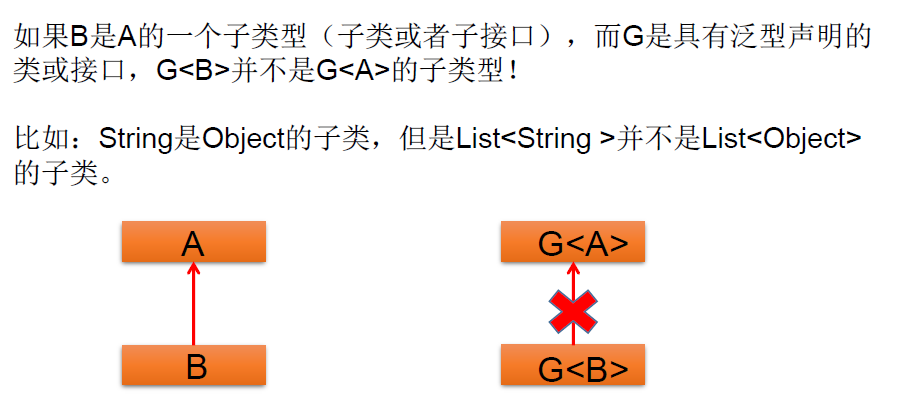 如果B是A的一个子类型（子类或者子接口），而G是具有泛型声明的
类或接口，G<B>并不是G<A>的子类型！
比如：String是Object的子类，但是List<String >并不是List<Object>
的子类。
A
G<A>
B
G<B>